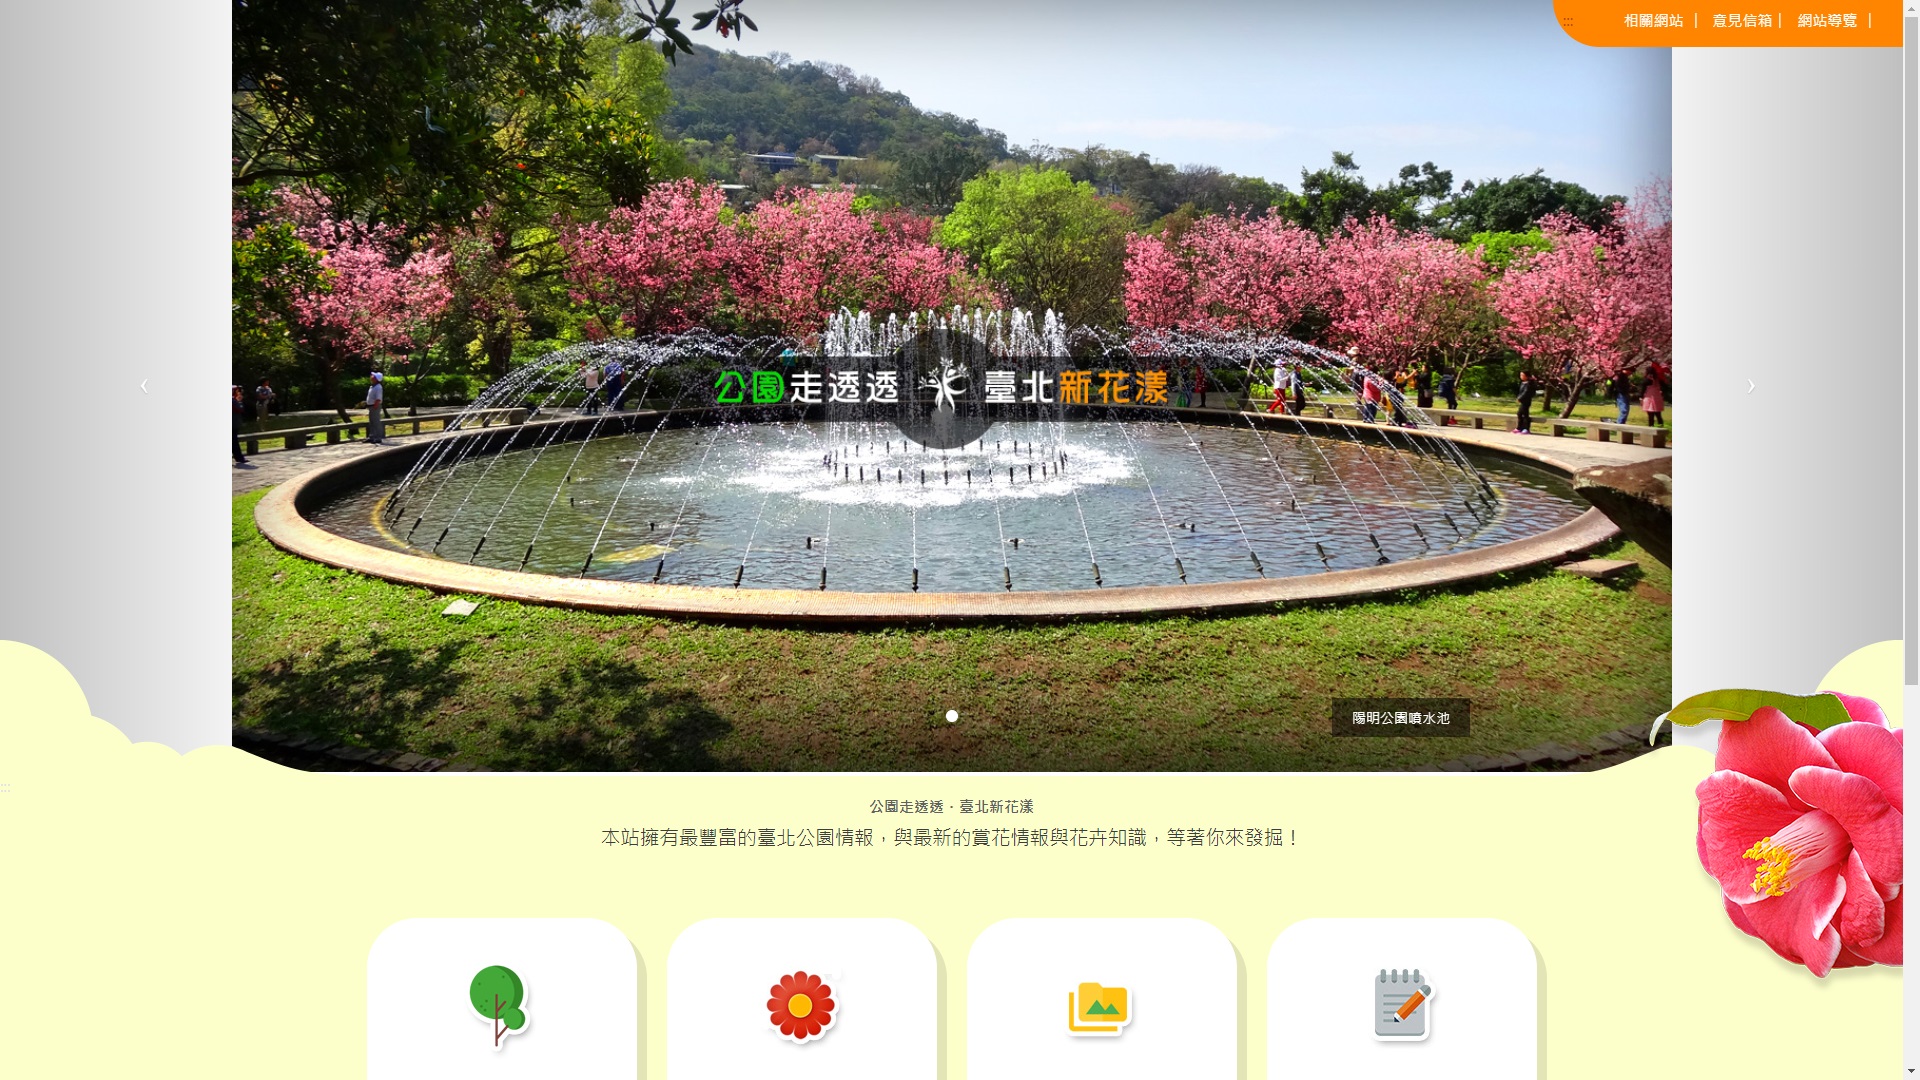 ::: 相關網站 | 意見信箱 | 網站導覽 |
公園走透透 臺北新花漾
陽明公園噴水池
:::
公園走透透‧臺北新花漾
本站擁有最豐富的臺北公園情報，與最新的賞花情報與花卉知識，等著你來發掘！